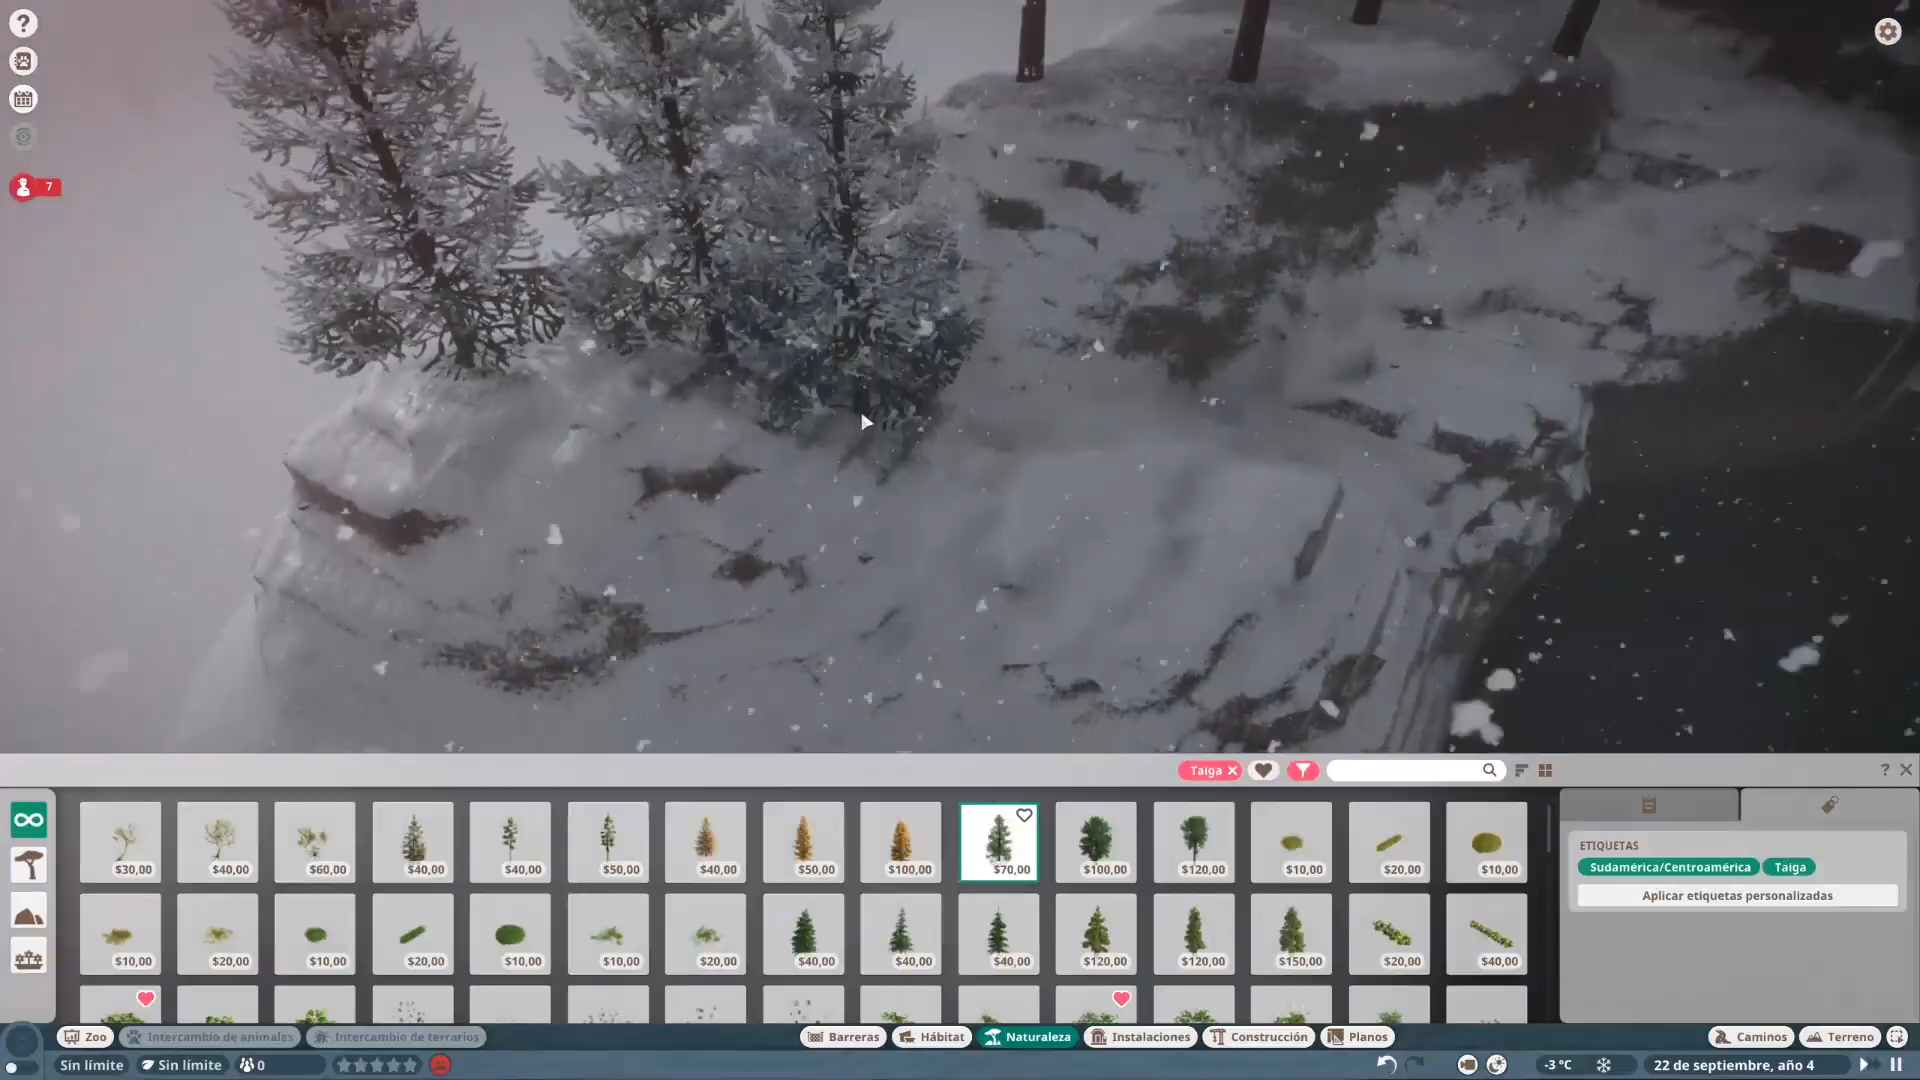 ?
7
Taiga ×
? ×
$30,00 $40,00 $60,00 $40,00 $40,00 $50,00 $40,00 $50,00 $100,00 $70,00 $100,00 $120,00 $10,00 $20,00 $10,00
ETIQUETAS
Sudamérica/Centroamérica Taiga
Aplicar etiquetas personalizadas
$10,00 $20,00 $10,00 $20,00 $10,00 $10,00 $20,00 $40,00 $40,00 $40,00 $120,00 $120,00 $150,00 $20,00 $40,00
Zoo Intercambio de animales Intercambio de terrarios Barreras Hábitat Naturaleza Instalaciones Construcción Planos Caminos Terreno
Sin límite Sin límite 0 -3 °C 22 de septiembre, año 4